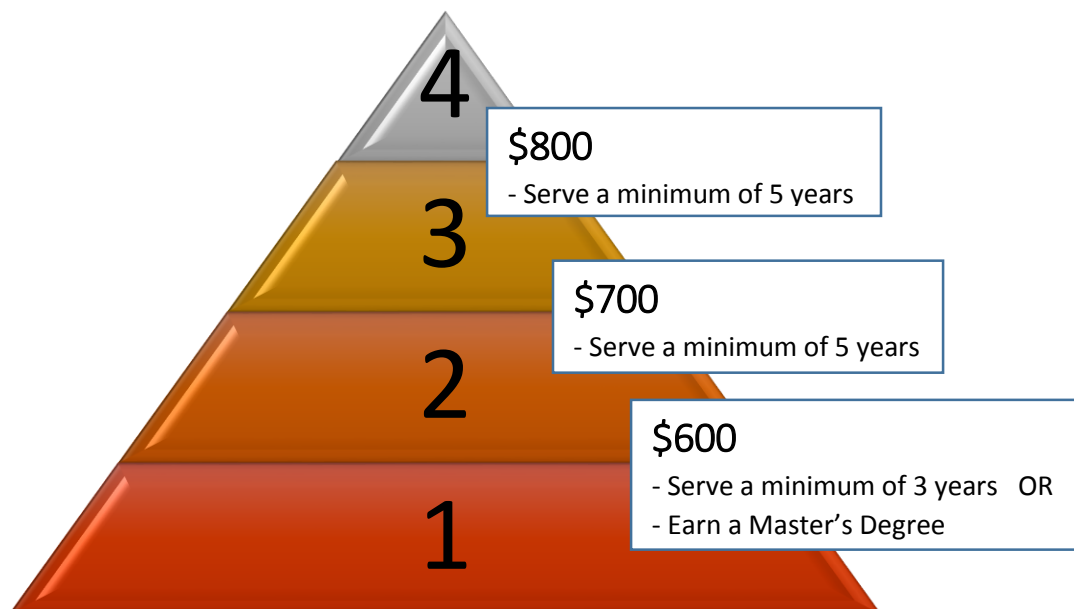 4
$800
- Serve a minimum of 5 years
3
$700
- Serve a minimum of 5 years
2
$600
- Serve a minimum of 3 years   OR
- Earn a Master’s Degree
1